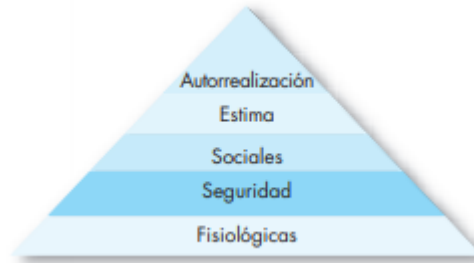 Autorrealización
Estima
Sociales
Seguridad
Fisiológicas